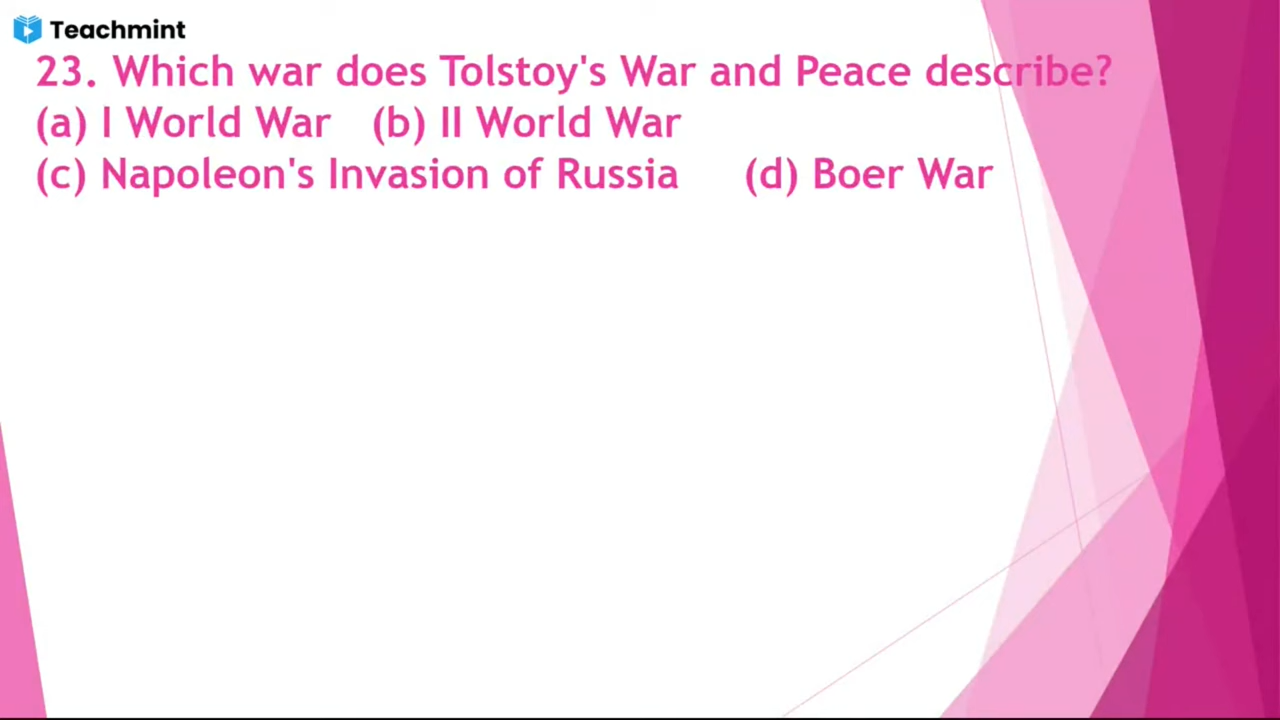 Teachmint
23. Which war does Tolstoy's War and Peace describe?
(a) I World War (b) II World War
(c) Napoleon's Invasion of Russia (d) Boer War